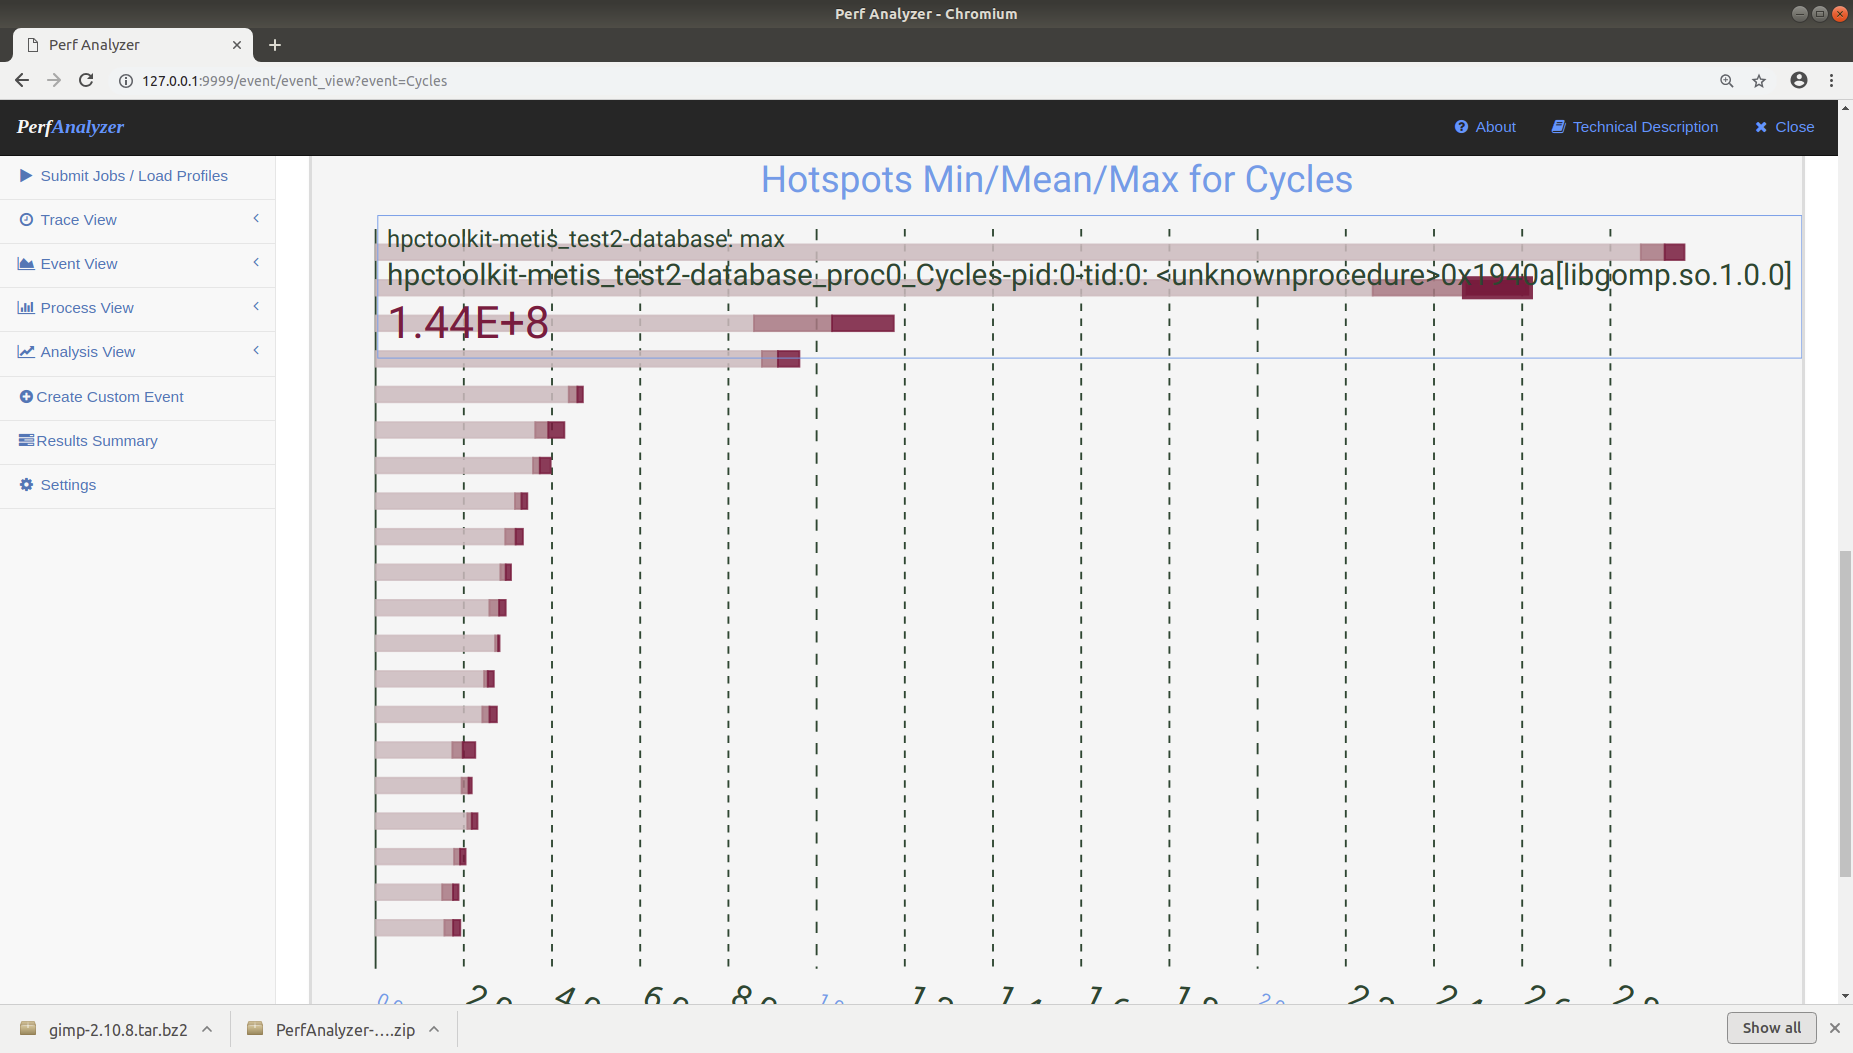 Perf Analyzer - Chromium
Perf Analyzer
127.0.0.1:9999/event/event_view?event=Cycles
PerfAnalyzer
About
Technical Description
Close
Submit Jobs / Load Profiles
Trace View
Event View
Process View
Analysis View
Create Custom Event
Results Summary
Settings
Hotspots Min/Mean/Max for Cycles
hpctoolkit-metis_test2-database: max
hpctoolkit-metis_test2-database_proc0_Cycles-pid:0-tid:0: <unknownprocedure>0x1940a[libgomp.so.1.0.0]
1.44E+8
gimp-2.10.8.tar.bz2
PerfAnalyzer-....zip
Show all